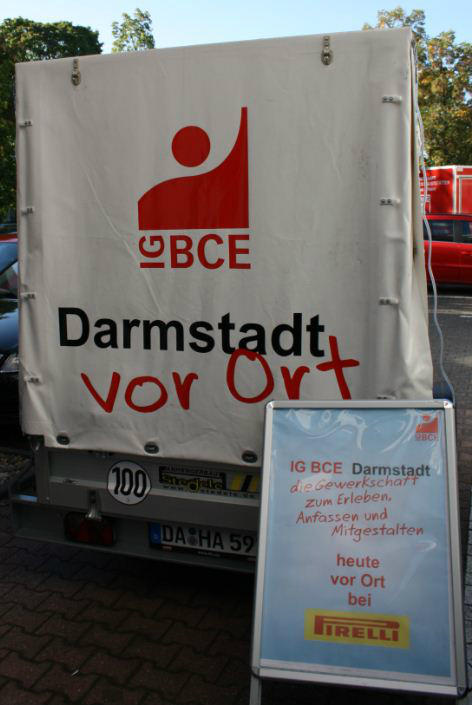 IG BCE
Darmstadt
vor Ort
100
DA HA 59
IG BCE
IG BCE Darmstadt
die Gewerkschaft
zum Erleben,
Anfassen und
Mitgestalten
heute
vor Ort
bei
PIRELLI